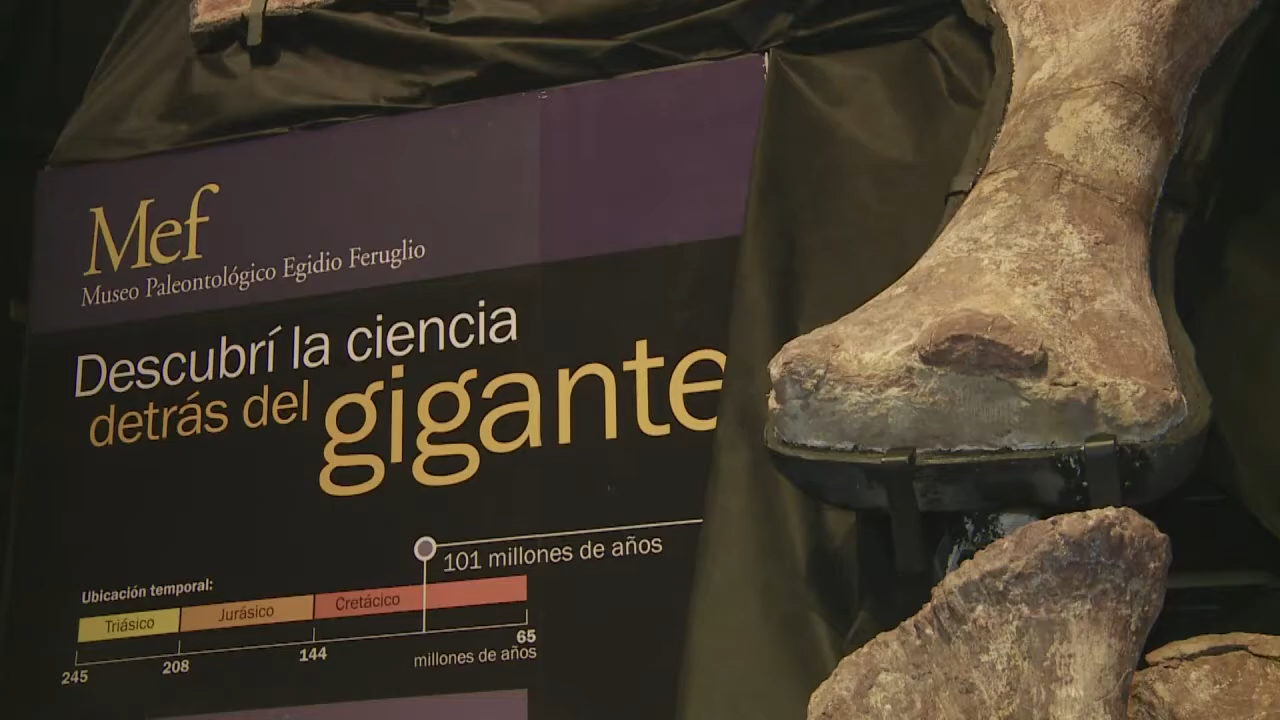 Mef
Museo Paleontológico Egidio Feruglio
Descubrí la ciencia
detrás del gigante
101 millones de años
Ubicación temporal:
Triásico Jurásico Cretácico
245 208 144 65
millones de años